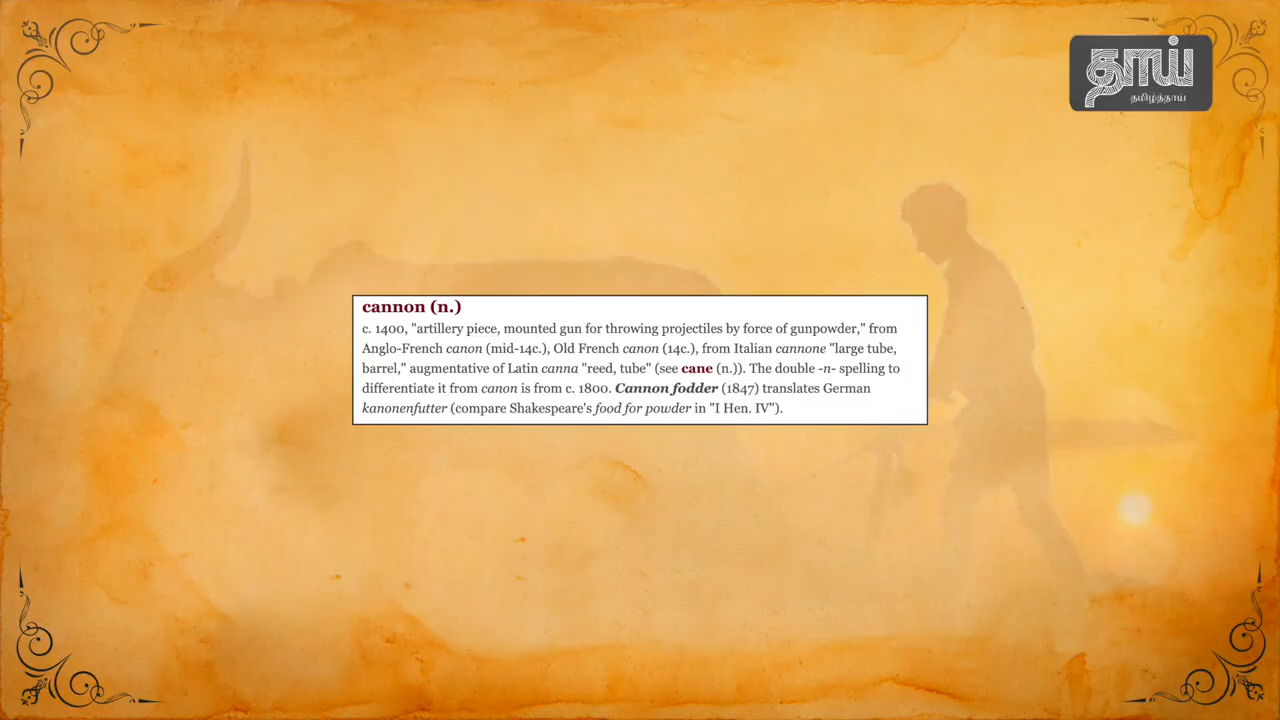 தாய்
தமிழ்த்தாய்
cannon (n.)
c. 1400, "artillery piece, mounted gun for throwing projectiles by force of gunpowder," from
Anglo-French canon (mid-14c.), Old French canon (14c.), from Italian cannone "large tube,
barrel," augmentative of Latin canna "reed, tube" (see cane (n.)). The double -n- spelling to
differentiate it from canon is from c. 1800. Cannon fodder (1847) translates German
kanonenfutter (compare Shakespeare's food for powder in "I Hen. IV").